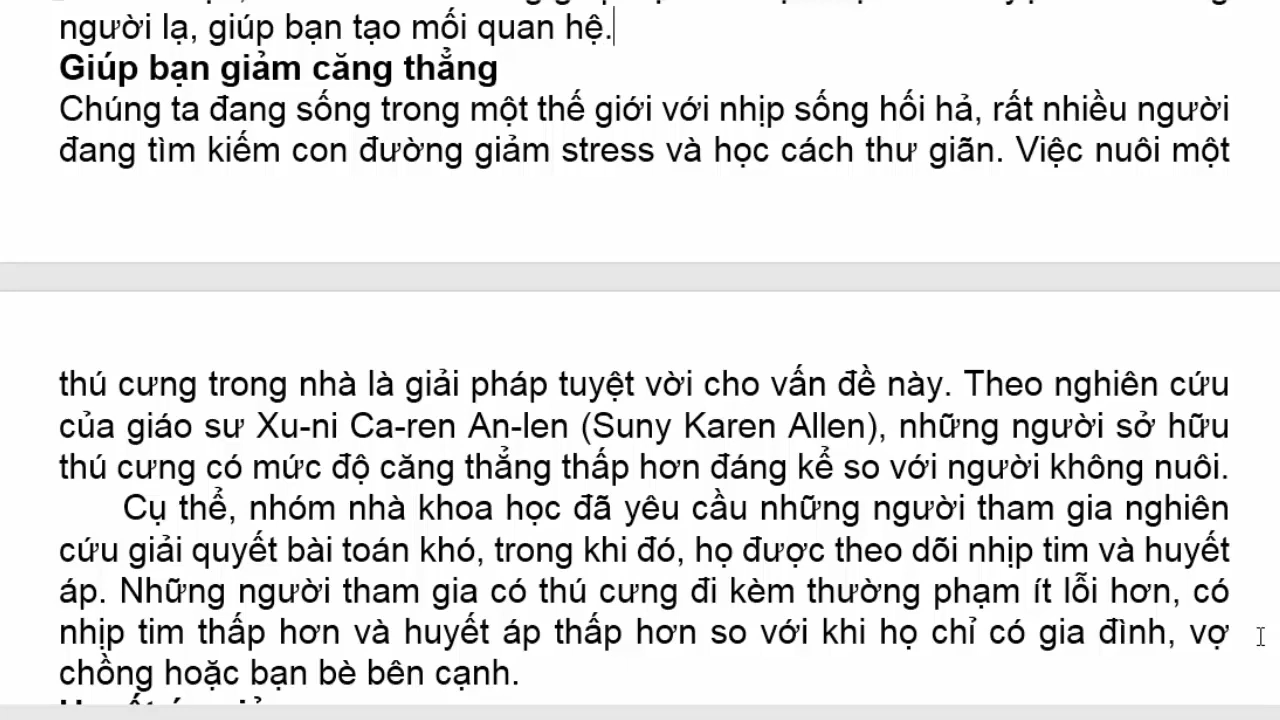 người lạ, giúp bạn tạo mối quan hệ.
Giúp bạn giảm căng thẳng
Chúng ta đang sống trong một thế giới với nhịp sống hối hả, rất nhiều người
đang tìm kiếm con đường giảm stress và học cách thư giãn. Việc nuôi một
thú cưng trong nhà là giải pháp tuyệt vời cho vấn đề này. Theo nghiên cứu
của giáo sư Xu-ni Ca-ren An-len (Suny Karen Allen), những người sở hữu
thú cưng có mức độ căng thẳng thấp hơn đáng kể so với người không nuôi.
Cụ thể, nhóm nhà khoa học đã yêu cầu những người tham gia nghiên
cứu giải quyết bài toán khó, trong khi đó, họ được theo dõi nhịp tim và huyết
áp. Những người tham gia có thú cưng đi kèm thường phạm ít lỗi hơn, có
nhịp tim thấp hơn và huyết áp thấp hơn so với khi họ chỉ có gia đình, vợ
chồng hoặc bạn bè bên cạnh.